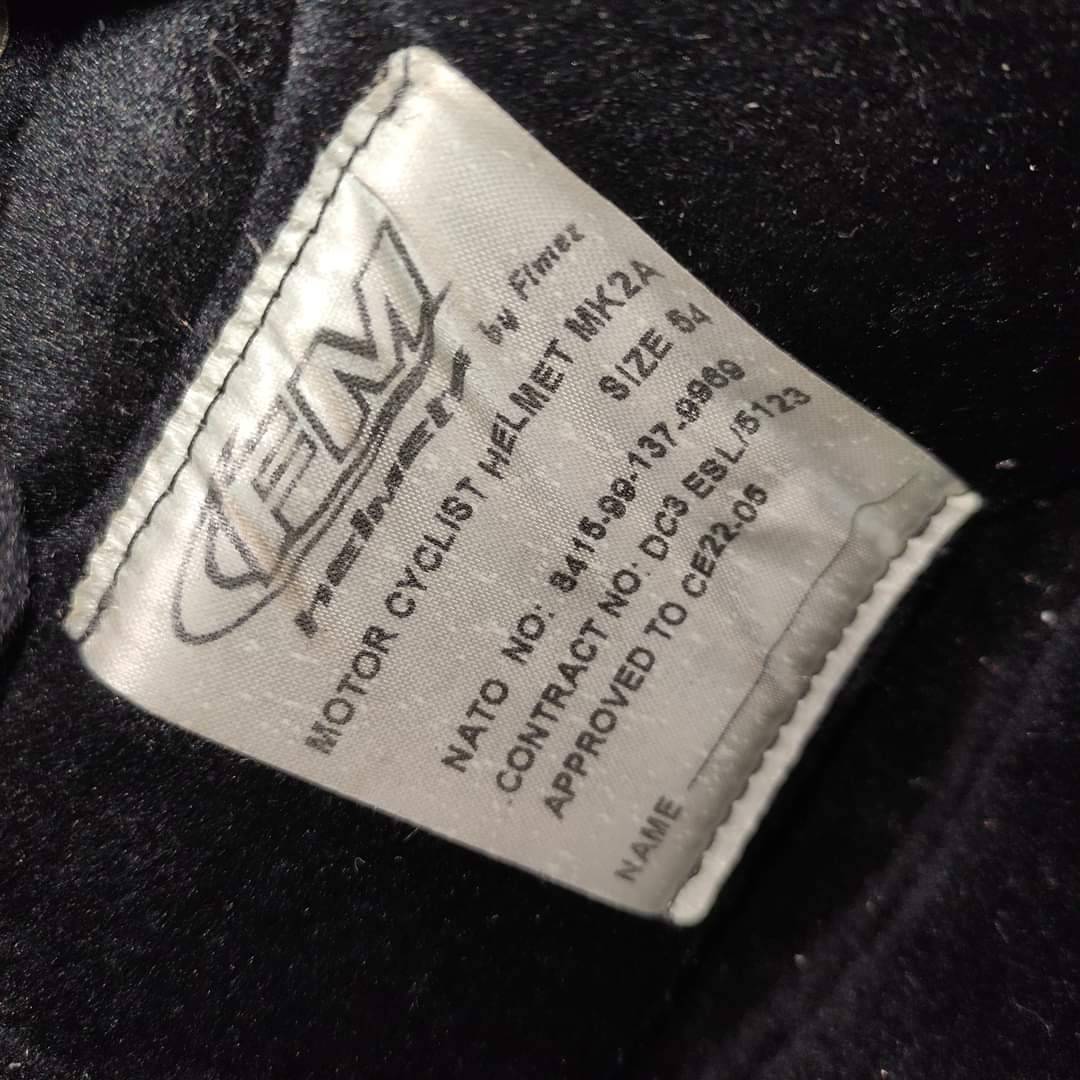 FM
HELMETS by Fimez
MOTOR CYCLIST HELMET MK2A
SIZE 54
NATO NO: 8415-99-137-9969
CONTRACT NO: DC3 ESL/5123
APPROVED TO CE22-05
NAME